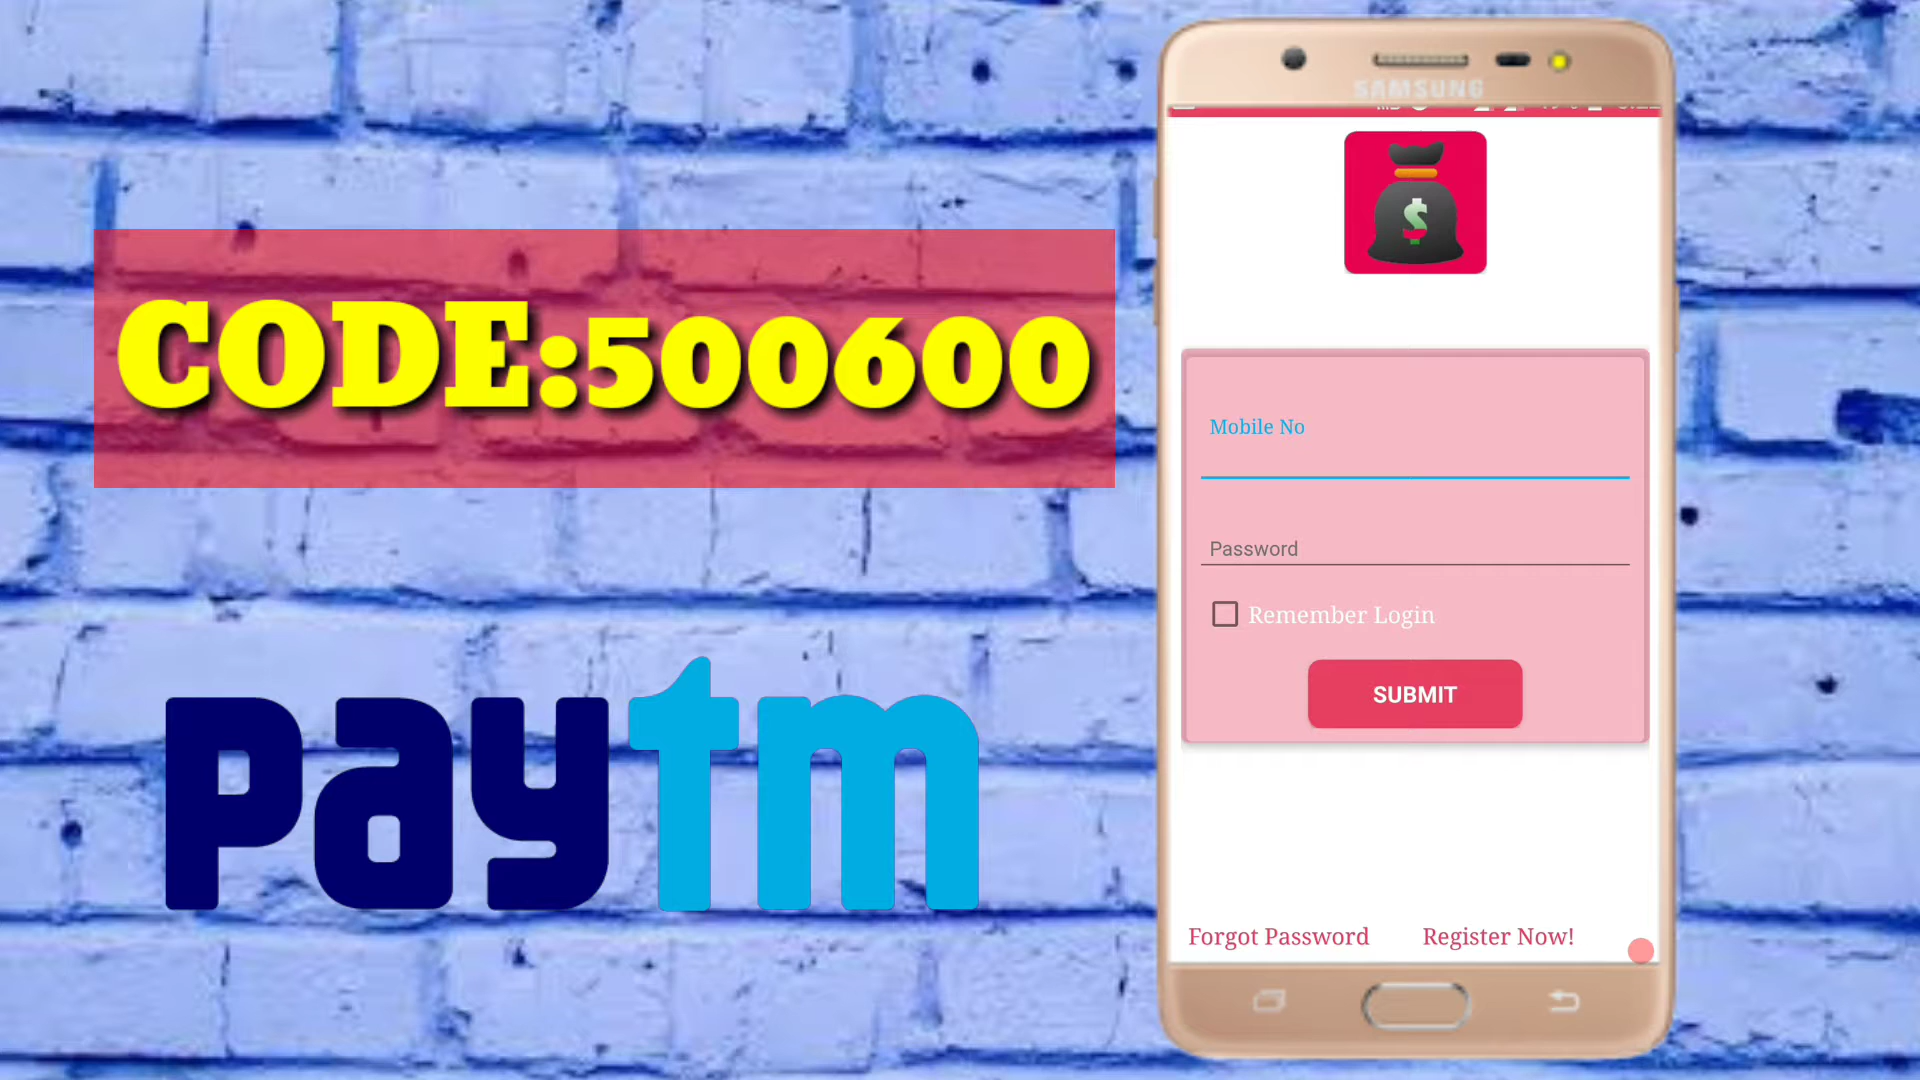 CODE:500600
paytm
SAMSUNG
Mobile No
Password
Remember Login
SUBMIT
Forgot Password
Register Now!